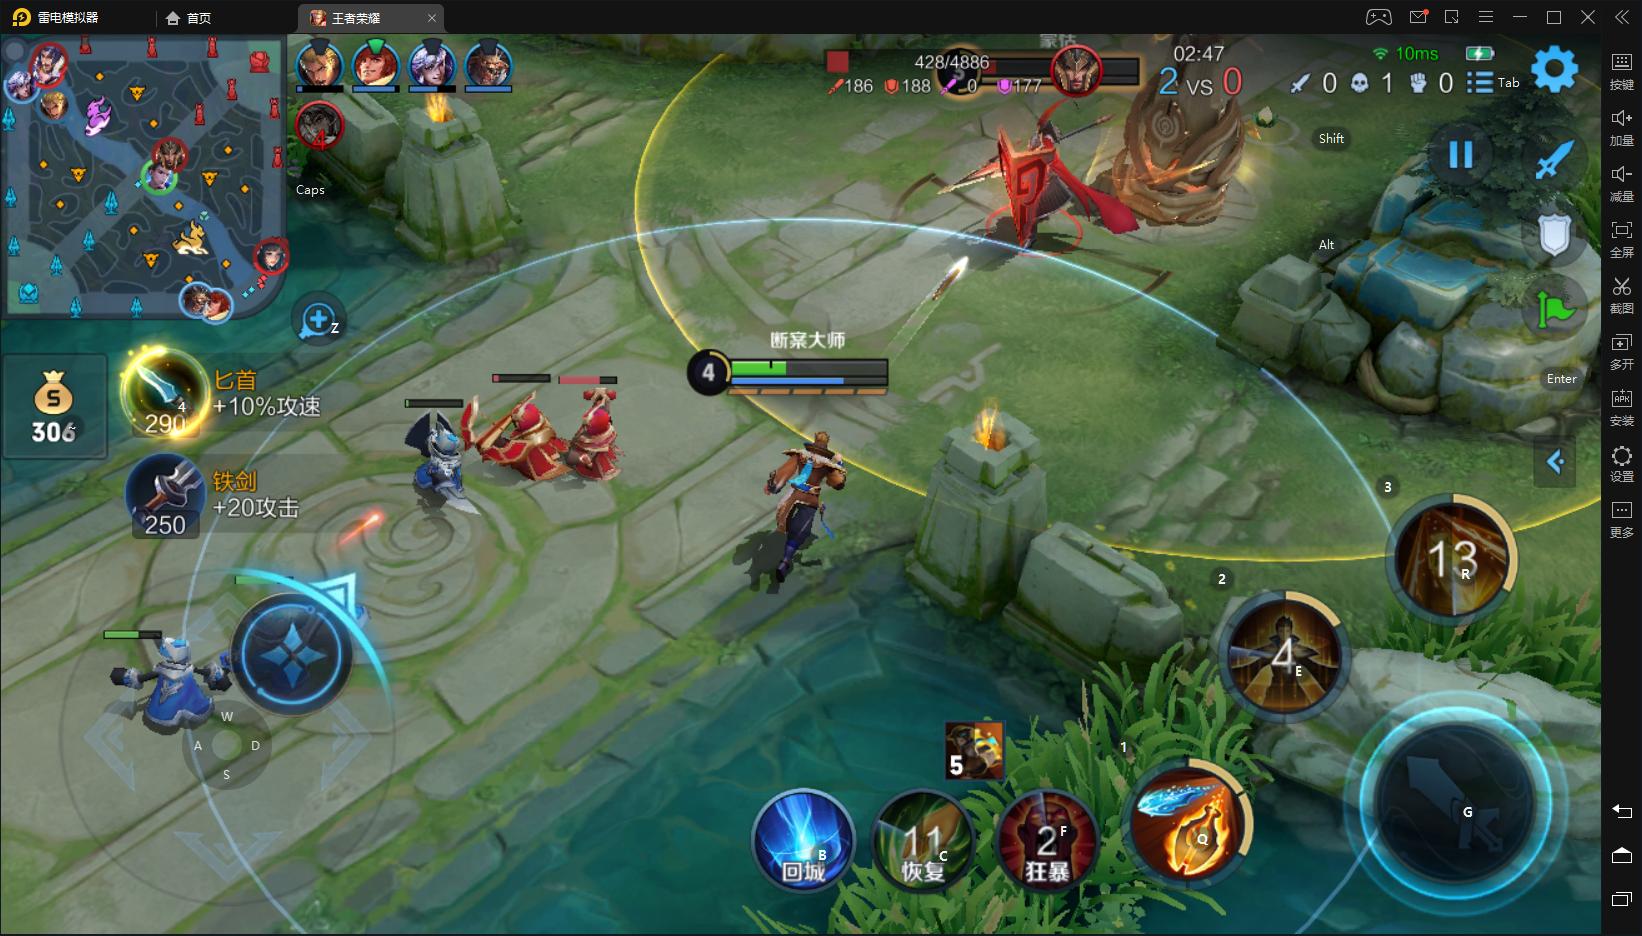 雷电模拟器
首页
王者荣耀
428/4886
186
188
0
177
02:47
2 VS 0
10ms
0
1
0
Tab
按键
加量
减量
全屏
截图
多开
安装
设置
更多
4
Caps
Shift
Alt
Enter
Z
断案大师
4
306
匕首
+10%攻速
4
290
铁剑
+20攻击
250
W
A
D
S
3
13
R
2
4
E
1
Q
G
5
B
回城
11
C
恢复
2
F
狂暴